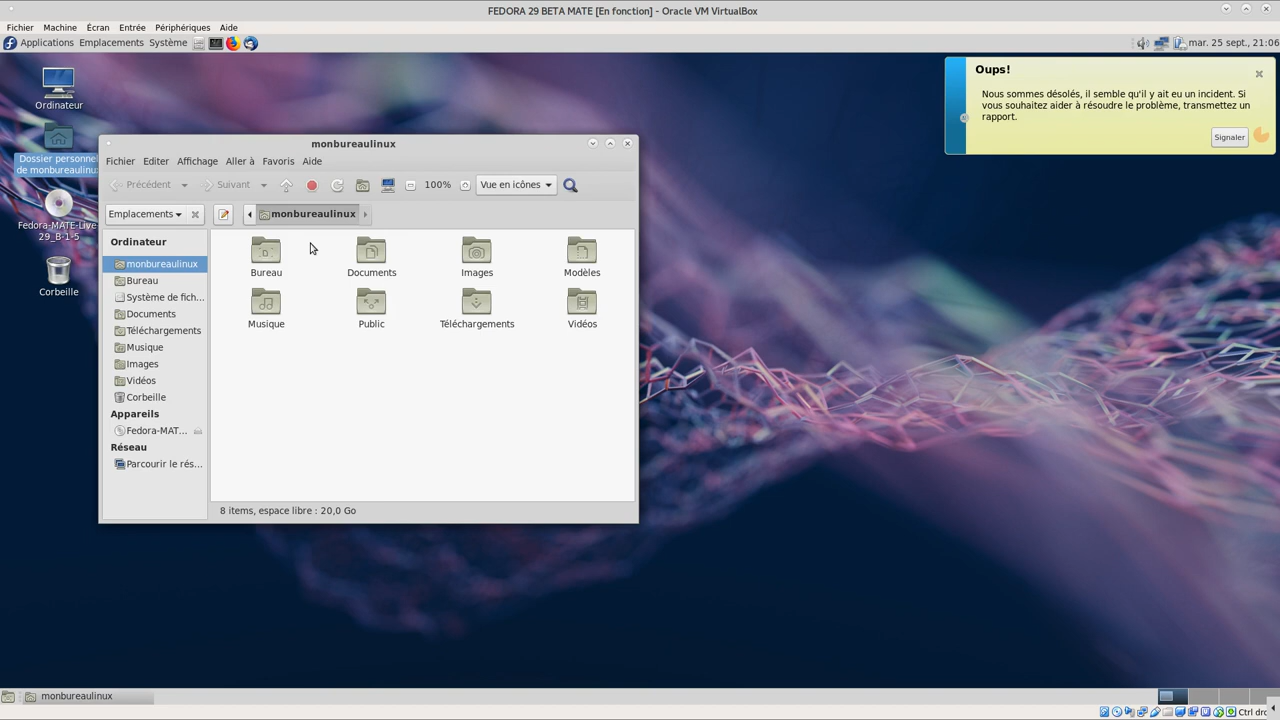 FEDORA 29 BETA MATE [En fonction] - Oracle VM VirtualBox
Fichier Machine Écran Entrée Périphériques Aide
Applications Emplacements Système
mar. 25 sept., 21:06
Oups!
Nous sommes désolés, il semble qu'il y ait eu un incident. Si
vous souhaitez aider à résoudre le problème, transmettez un
rapport.
Signaler
Ordinateur
Dossier personnel
de monbureaulinux
Fedora-MATE-Live
29_B-1-5
Corbeille
monbureaulinux
Fichier Editer Affichage Aller à Favoris Aide
Précédent Suivant 100% Vue en icônes
Emplacements monbureaulinux
Ordinateur
monbureaulinux
Bureau
Système de fich...
Documents
Téléchargements
Musique
Images
Vidéos
Corbeille
Appareils
Fedora-MAT...
Réseau
Parcourir le rés...
Bureau Documents Images Modèles
Musique Public Téléchargements Vidéos
8 items, espace libre : 20,0 Go
monbureaulinux
Ctrl drc